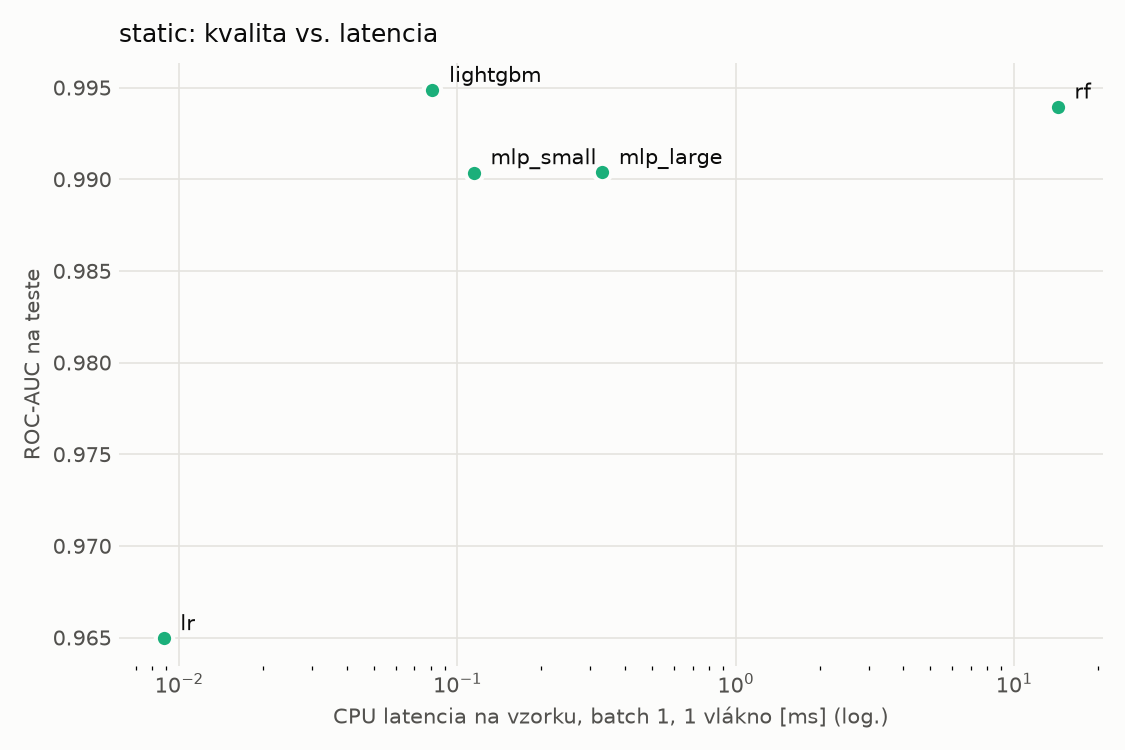 static: kvalita vs. latencia
lightgbm
rf
mlp_small
mlp_large
lr
ROC-AUC na teste
0.995
0.990
0.985
0.980
0.975
0.970
0.965
10⁻² 10⁻¹ 10⁰ 10¹
CPU latencia na vzorku, batch 1, 1 vlákno [ms] (log.)